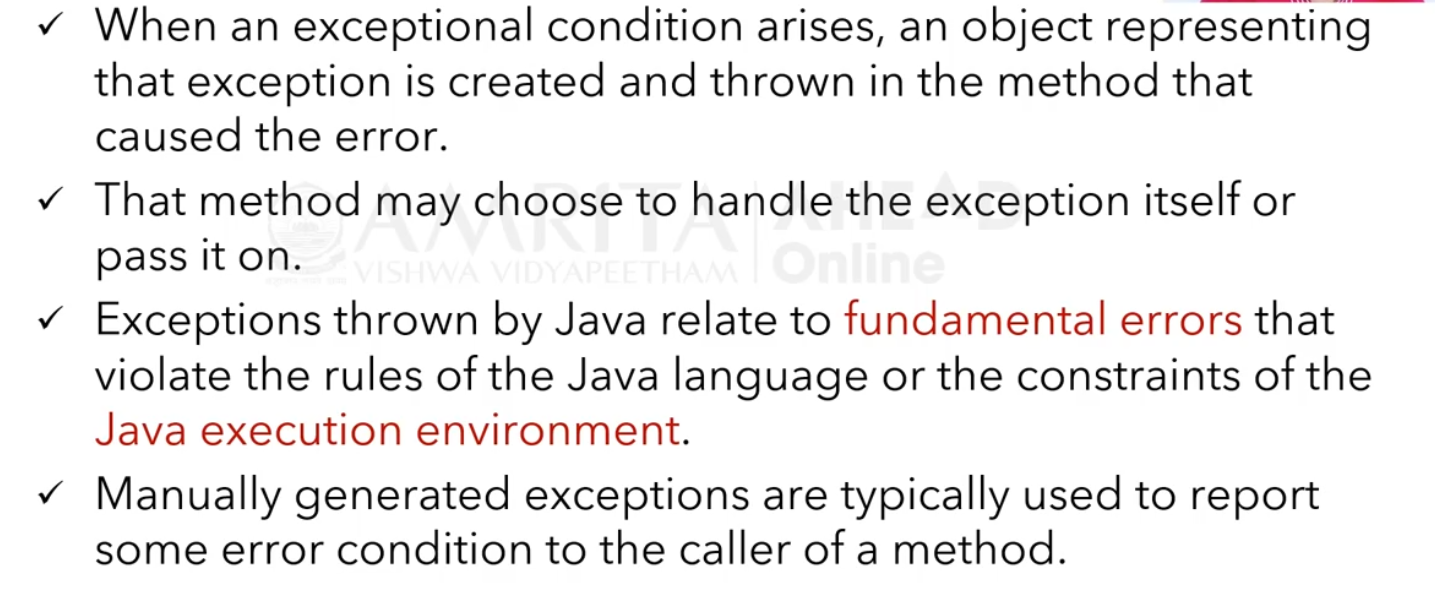 ✓ When an exceptional condition arises, an object representing
that exception is created and thrown in the method that
caused the error.
✓ That method may choose to handle the exception itself or
pass it on.
✓ Exceptions thrown by Java relate to fundamental errors that
violate the rules of the Java language or the constraints of the
Java execution environment.
✓ Manually generated exceptions are typically used to report
some error condition to the caller of a method.
AMRITA AHEAD
VISHWA VIDYAPEETHAM Online